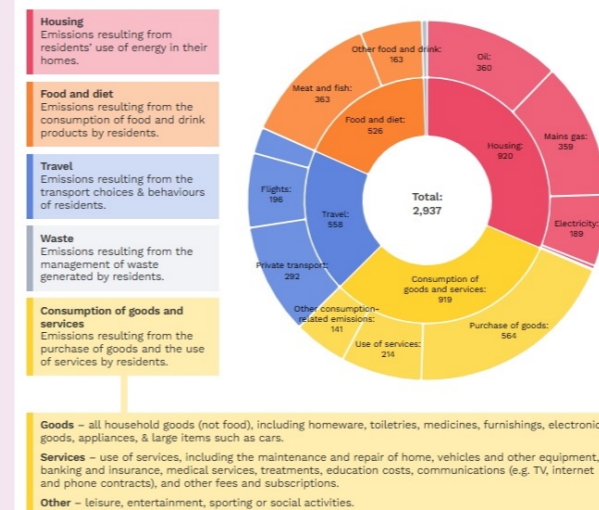 Housing
Emissions resulting from
residents' use of energy in their
homes.
Food and diet
Emissions resulting from the
consumption of food and drink
products by residents.
Travel
Emissions resulting from the
transport choices & behaviours
of residents.
Waste
Emissions resulting from the
management of waste
generated by residents.
Consumption of goods and
services
Emissions resulting from the
purchase of goods and the use
of services by residents.
Other food and drink:
163
Oil:
360
Meat and fish:
363
Mains gas:
359
Food and diet:
526
Housing:
920
Flights:
196
Total:
2,937
Travel:
558
Electricity:
189
Private transport:
292
Consumption of
goods and services:
919
Other consumption-
related emissions:
141
Use of services:
214
Purchase of goods:
564
Goods – all household goods (not food), including homeware, toiletries, medicines, furnishings, electronic
goods, appliances, & large items such as cars.
Services – use of services, including the maintenance and repair of home, vehicles and other equipment,
banking and insurance, medical services, treatments, education costs, communications (e.g. TV, internet
and phone contracts), and other fees and subscriptions.
Other – leisure, entertainment, sporting or social activities.